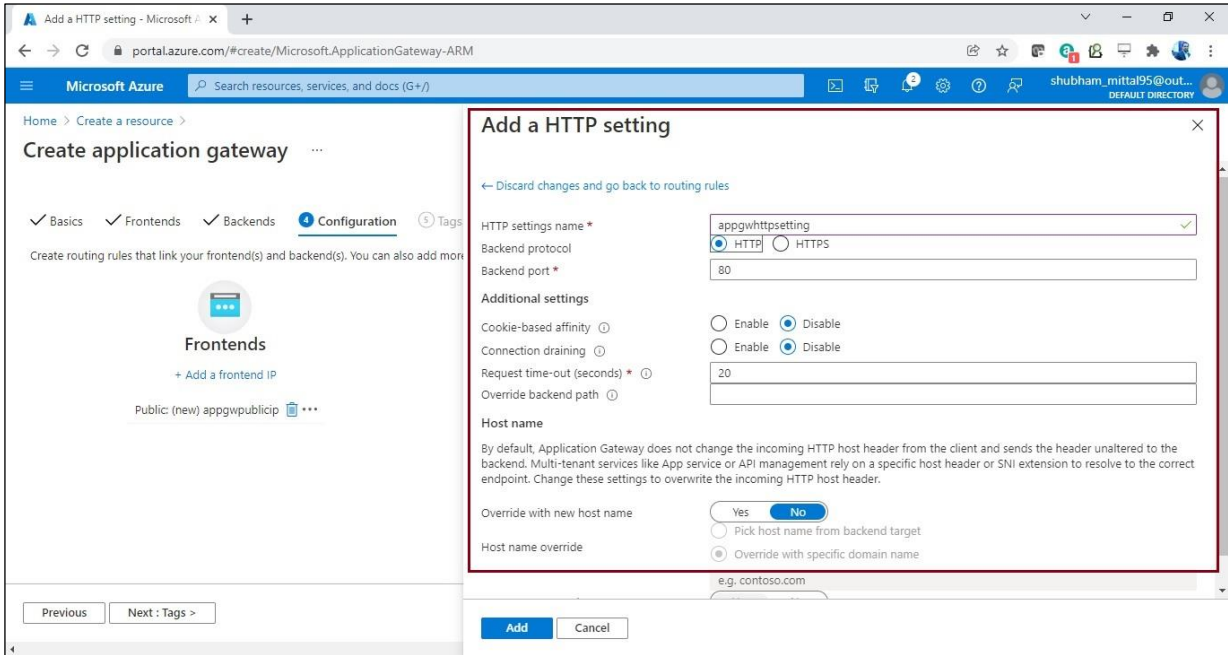 Add a HTTP setting - Microsoft A
portal.azure.com/#create/Microsoft.ApplicationGateway-ARM
Microsoft Azure
Search resources, services, and docs (G+/)
2
shubham_mittal95@out...
DEFAULT DIRECTORY
Home > Create a resource >
Create application gateway ...
Basics Frontends Backends 4 Configuration 5 Tags
Create routing rules that link your frontend(s) and backend(s). You can also add more
Frontends
+ Add a frontend IP
Public: (new) appgwpublicip
Previous
Next : Tags >
Add a HTTP setting
← Discard changes and go back to routing rules
HTTP settings name * appgwhttpsetting
Backend protocol HTTP HTTPS
Backend port * 80
Additional settings
Cookie-based affinity Enable Disable
Connection draining Enable Disable
Request time-out (seconds) * 20
Override backend path
Host name
By default, Application Gateway does not change the incoming HTTP host header from the client and sends the header unaltered to the
backend. Multi-tenant services like App service or API management rely on a specific host header or SNI extension to resolve to the correct
endpoint. Change these settings to overwrite the incoming HTTP host header.
Override with new host name Yes No
Pick host name from backend target
Host name override
Override with specific domain name
e.g. contoso.com
Add
Cancel